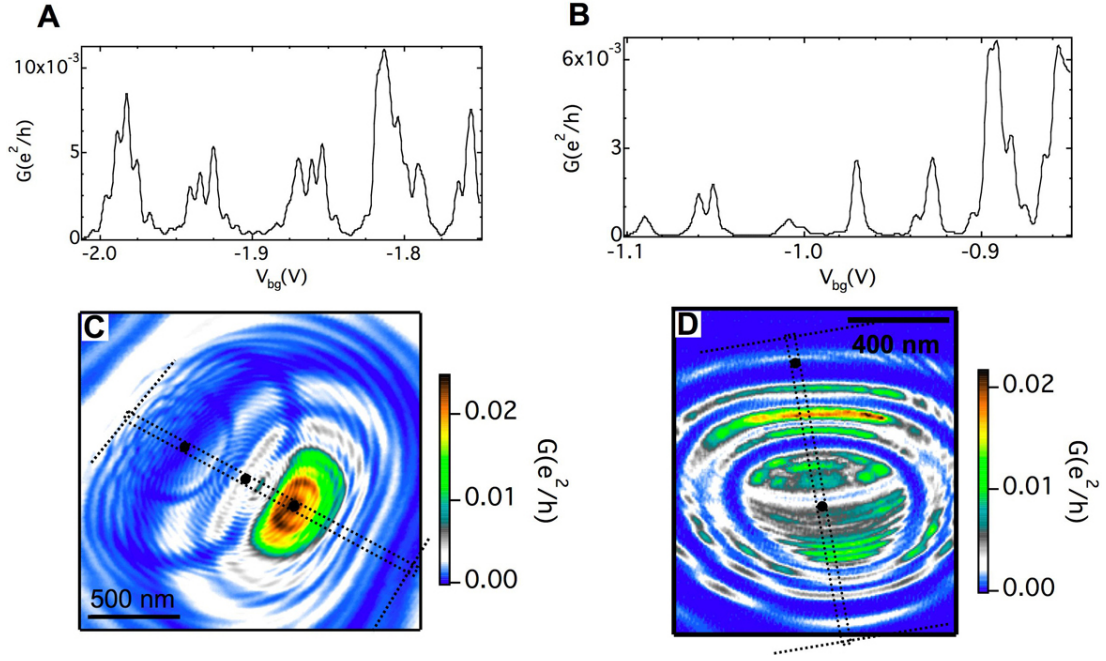 A
10x10⁻³
5
0
G(e²/h)
-2.0
-1.9
-1.8
V_bg(V)
B
6x10⁻³
3
0
G(e²/h)
-1.1
-1.0
-0.9
V_bg(V)
C
500 nm
0.02
0.01
0.00
G(e²/h)
D
400 nm
0.02
0.01
0.00
G(e²/h)